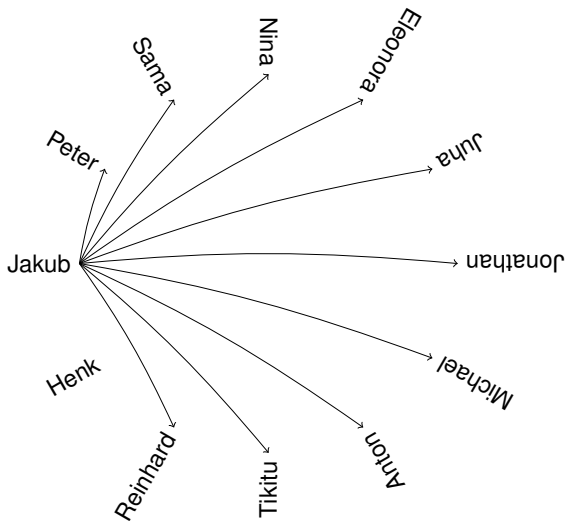 Jakub
Peter
Sama
Nina
Eleonora
Juha
Jonathan
Michael
Anton
Tikitu
Reinhard
Henk